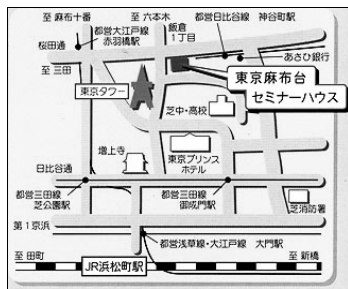 至 麻布十番
至 六本木
飯倉
1丁目
都営日比谷線
神谷町駅
都営大江戸線
赤羽橋駅
桜田通
至 三田
あさひ銀行
東京麻布台
セミナーハウス
東京タワー
芝中・高校
増上寺
東京プリンス
ホテル
日比谷通
都営三田線
芝公園駅
都営三田線
御成門駅
芝消防署
第1京浜
都営浅草線・大江戸線 大門駅
至 田町
JR浜松町駅
至 新橋